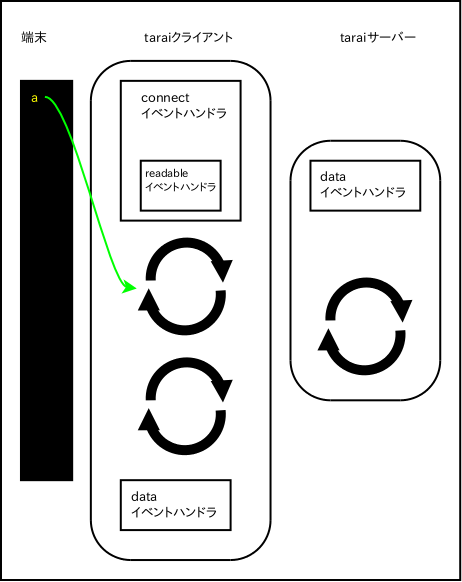 端末
taraiクライアント
taraiサーバー
a
connect
イベントハンドラ
readable
イベントハンドラ
data
イベントハンドラ
data
イベントハンドラ